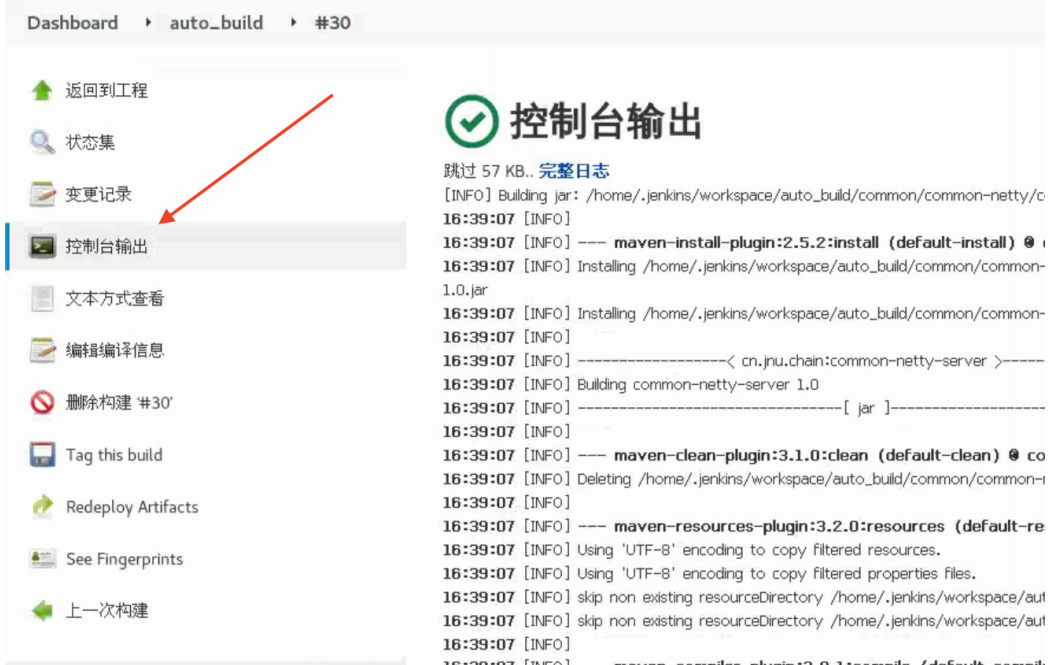 Dashboard auto_build #30
返回到工程
状态集
变更记录
控制台输出
文本方式查看
编辑编译信息
删除构建 '#30'
Tag this build
Redeploy Artifacts
See Fingerprints
上一次构建
控制台输出
跳过 57 KB.. 完整日志
[INFO] Building jar: /home/.jenkins/workspace/auto_build/common/common-netty/c
16:39:07 [INFO]
16:39:07 [INFO] --- maven-install-plugin:2.5.2:install (default-install) @
16:39:07 [INFO] Installing /home/.jenkins/workspace/auto_build/common/common-
1.0.jar
16:39:07 [INFO] Installing /home/.jenkins/workspace/auto_build/common/common-
16:39:07 [INFO]
16:39:07 [INFO] ------------------< cn.jnu.chain:common-netty-server >-----
16:39:07 [INFO] Building common-netty-server 1.0
16:39:07 [INFO] --------------------------------[ jar ]-------------------
16:39:07 [INFO]
16:39:07 [INFO] --- maven-clean-plugin:3.1.0:clean (default-clean) @ co
16:39:07 [INFO] Deleting /home/.jenkins/workspace/auto_build/common/common-
16:39:07 [INFO]
16:39:07 [INFO] --- maven-resources-plugin:3.2.0:resources (default-re
16:39:07 [INFO] Using 'UTF-8' encoding to copy filtered resources.
16:39:07 [INFO] Using 'UTF-8' encoding to copy filtered properties files.
16:39:07 [INFO] skip non existing resourceDirectory /home/.jenkins/workspace/aut
16:39:07 [INFO] skip non existing resourceDirectory /home/.jenkins/workspace/aut
16:39:07 [INFO]